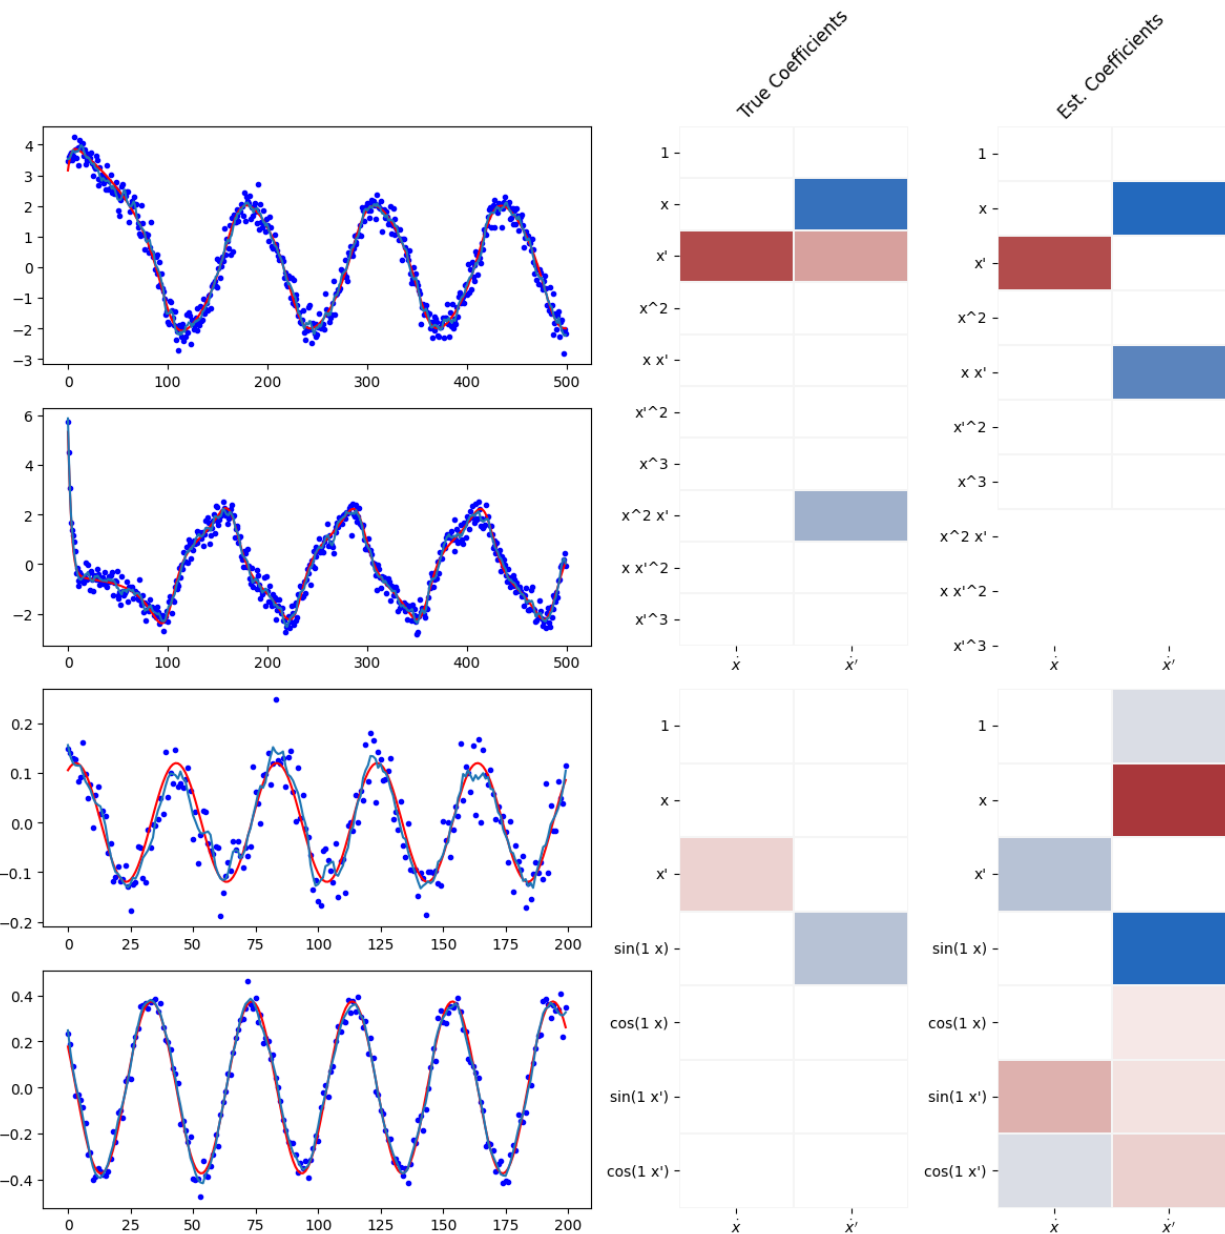 True Coefficients
Est. Coefficients
4
3
2
1
0
−1
−2
−3
0 100 200 300 400 500
6
4
2
0
−2
0 100 200 300 400 500
1
x
x'
x^2
x x'
x'^2
x^3
x^2 x'
x x'^2
x'^3
ẋ ẋ′
1
x
x'
x^2
x x'
x'^2
x^3
x^2 x'
x x'^2
x'^3
ẋ ẋ′
0.2
0.1
0.0
−0.1
−0.2
0 25 50 75 100 125 150 175 200
0.4
0.2
0.0
−0.2
−0.4
0 25 50 75 100 125 150 175 200
1
x
x'
sin(1 x)
cos(1 x)
sin(1 x')
cos(1 x')
ẋ ẋ′
1
x
x'
sin(1 x)
cos(1 x)
sin(1 x')
cos(1 x')
ẋ ẋ′